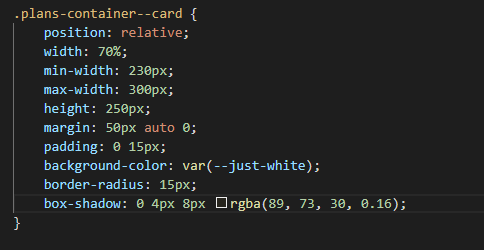 .plans-container--card {
position: relative;
width: 70%;
min-width: 230px;
max-width: 300px;
height: 250px;
margin: 50px auto 0;
padding: 0 15px;
background-color: var(--just-white);
border-radius: 15px;
box-shadow: 0 4px 8px rgba(89, 73, 30, 0.16);
}